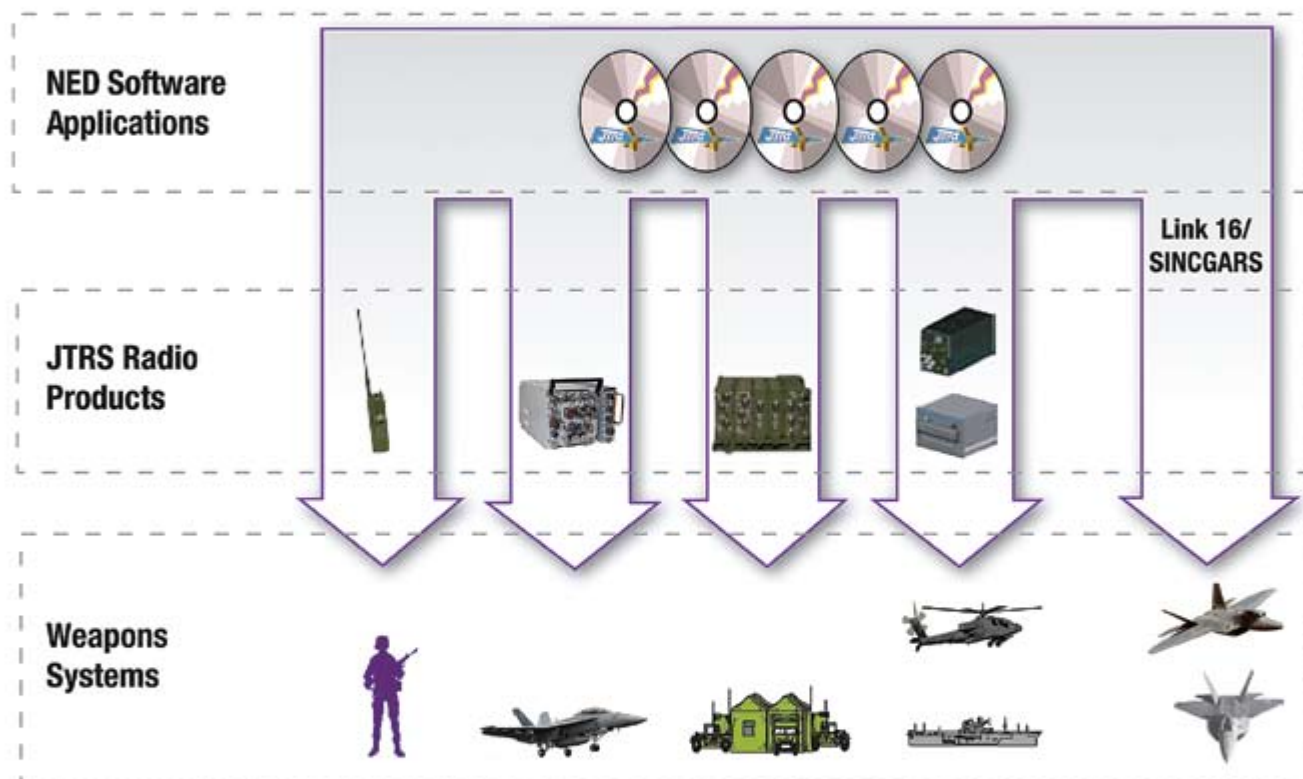 NED Software
Applications
Link 16/
SINCGARS
JTRS Radio
Products
Weapons
Systems